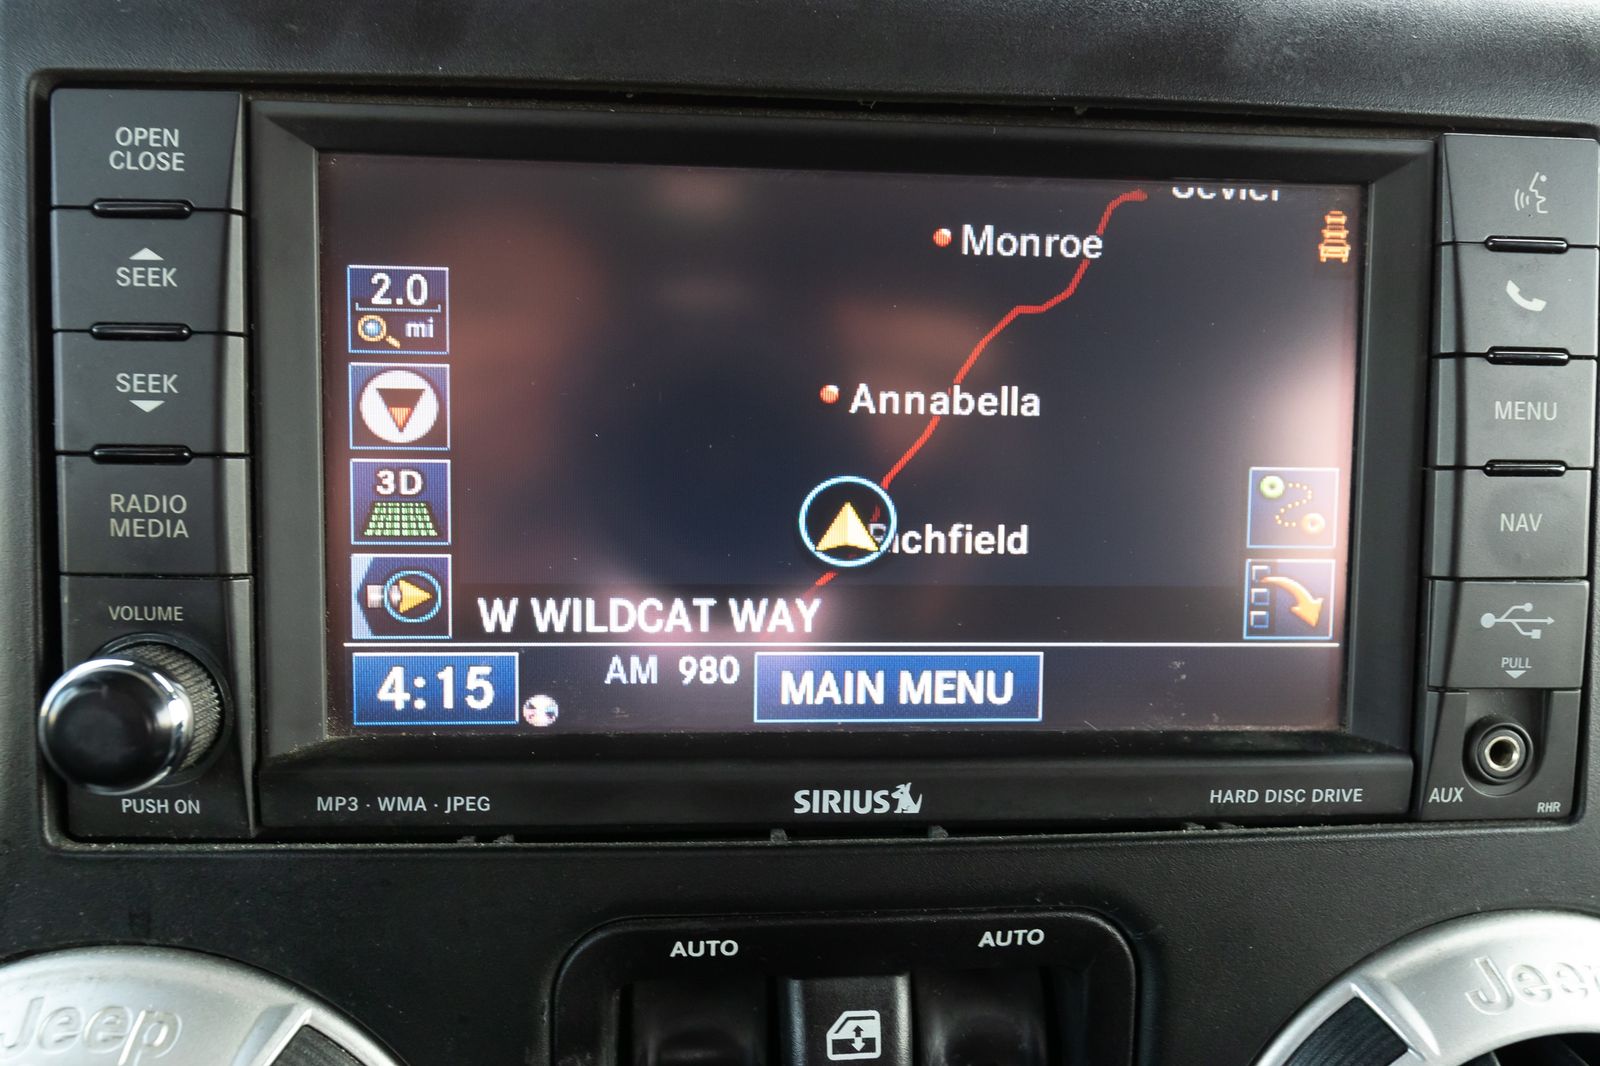 OPEN
CLOSE
SEEK
SEEK
RADIO
MEDIA
VOLUME
PUSH ON
Sevier
Monroe
2.0
mi
Annabella
3D
Richfield
W WILDCAT WAY
4:15
AM 980
MAIN MENU
MP3 · WMA · JPEG
SIRIUS
HARD DISC DRIVE
MENU
NAV
PULL
AUX
RHR
AUTO
AUTO
Jeep
Jeep